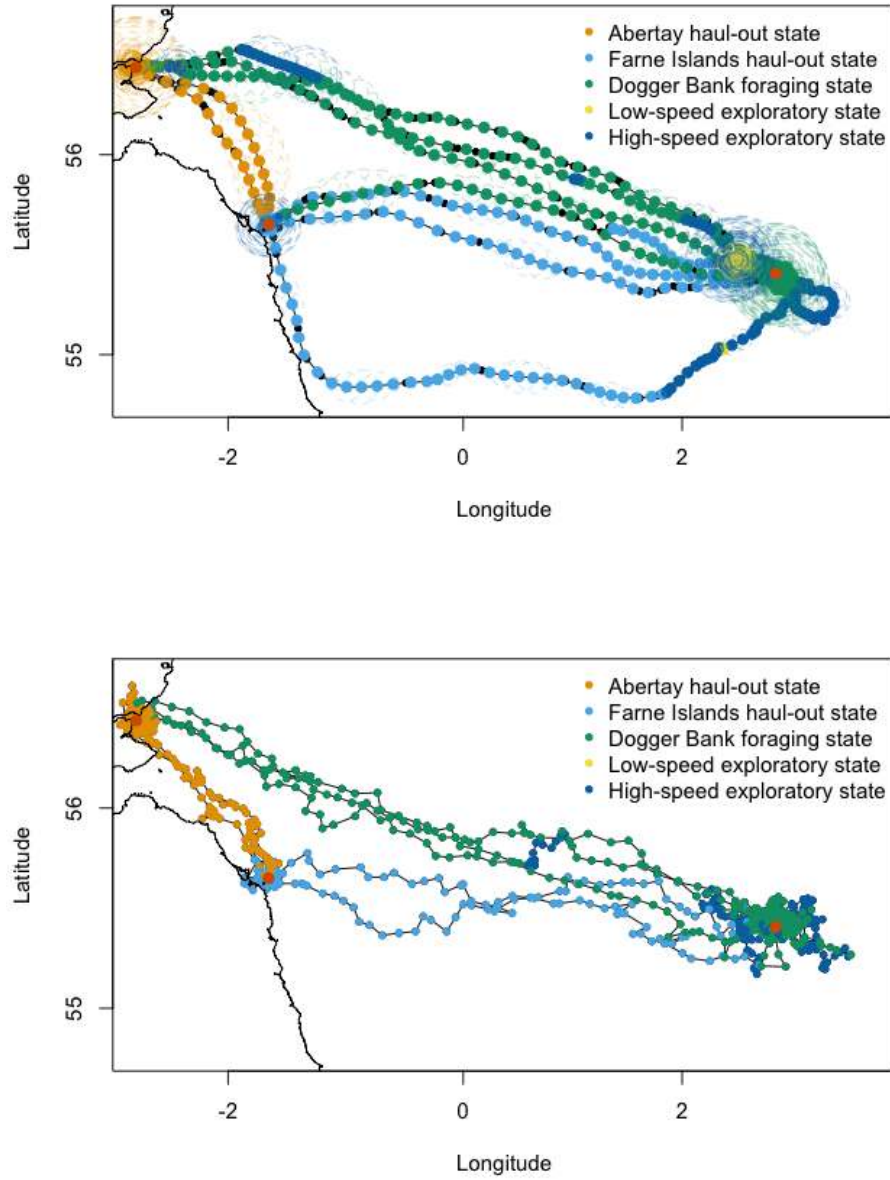 Abertay haul-out state
Farne Islands haul-out state
Dogger Bank foraging state
Low-speed exploratory state
High-speed exploratory state
56
55
Latitude
-2
0
2
Longitude
Abertay haul-out state
Farne Islands haul-out state
Dogger Bank foraging state
Low-speed exploratory state
High-speed exploratory state
56
55
Latitude
-2
0
2
Longitude